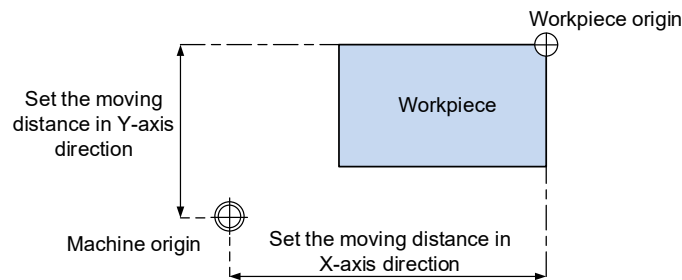 Workpiece origin
Set the moving
distance in Y-axis
direction
Workpiece
Machine origin
Set the moving distance in
X-axis direction